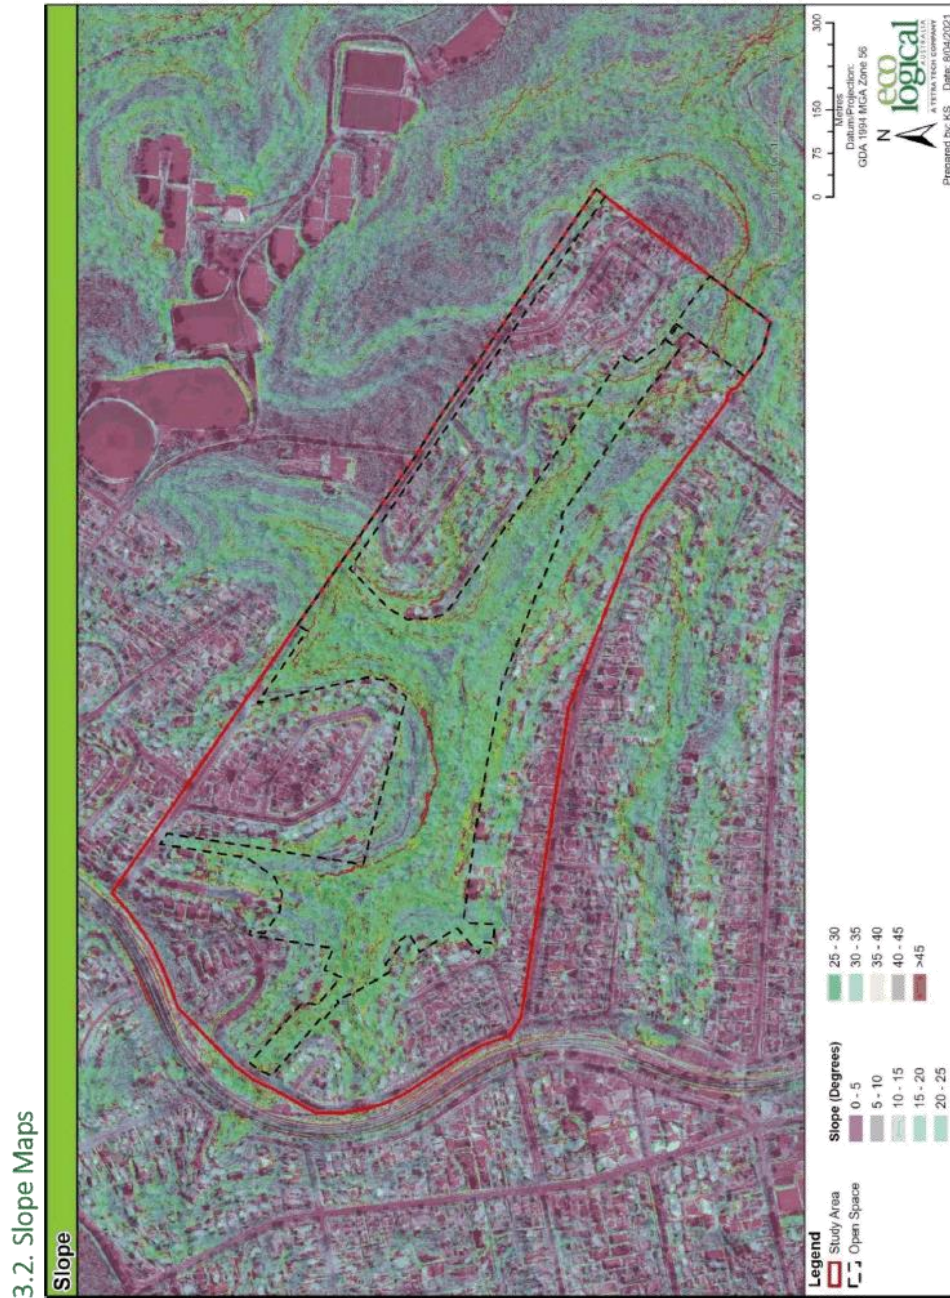 3.2. Slope Maps
Slope
Legend
Study Area
Open Space
Slope (Degrees)
0 - 5
5 - 10
10 - 15
15 - 20
20 - 25
25 - 30
30 - 35
35 - 40
40 - 45
>45
0 75 150 300
Metres
Datum/Projection:
GDA 1994 MGA Zone 56
N
eco
logical
AUSTRALIA
A TETRA TECH COMPANY
Prepared by: KS Date: 8/04/2021